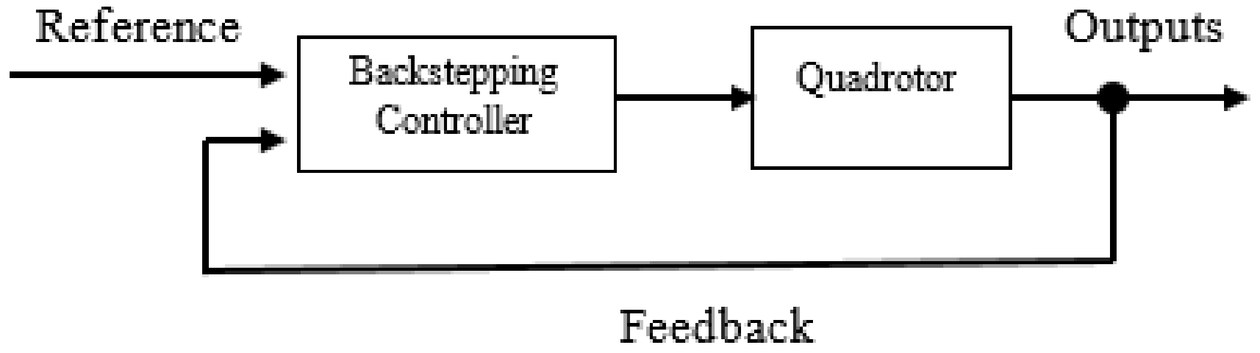 Reference
Backstepping
Controller
Quadrotor
Outputs
Feedback